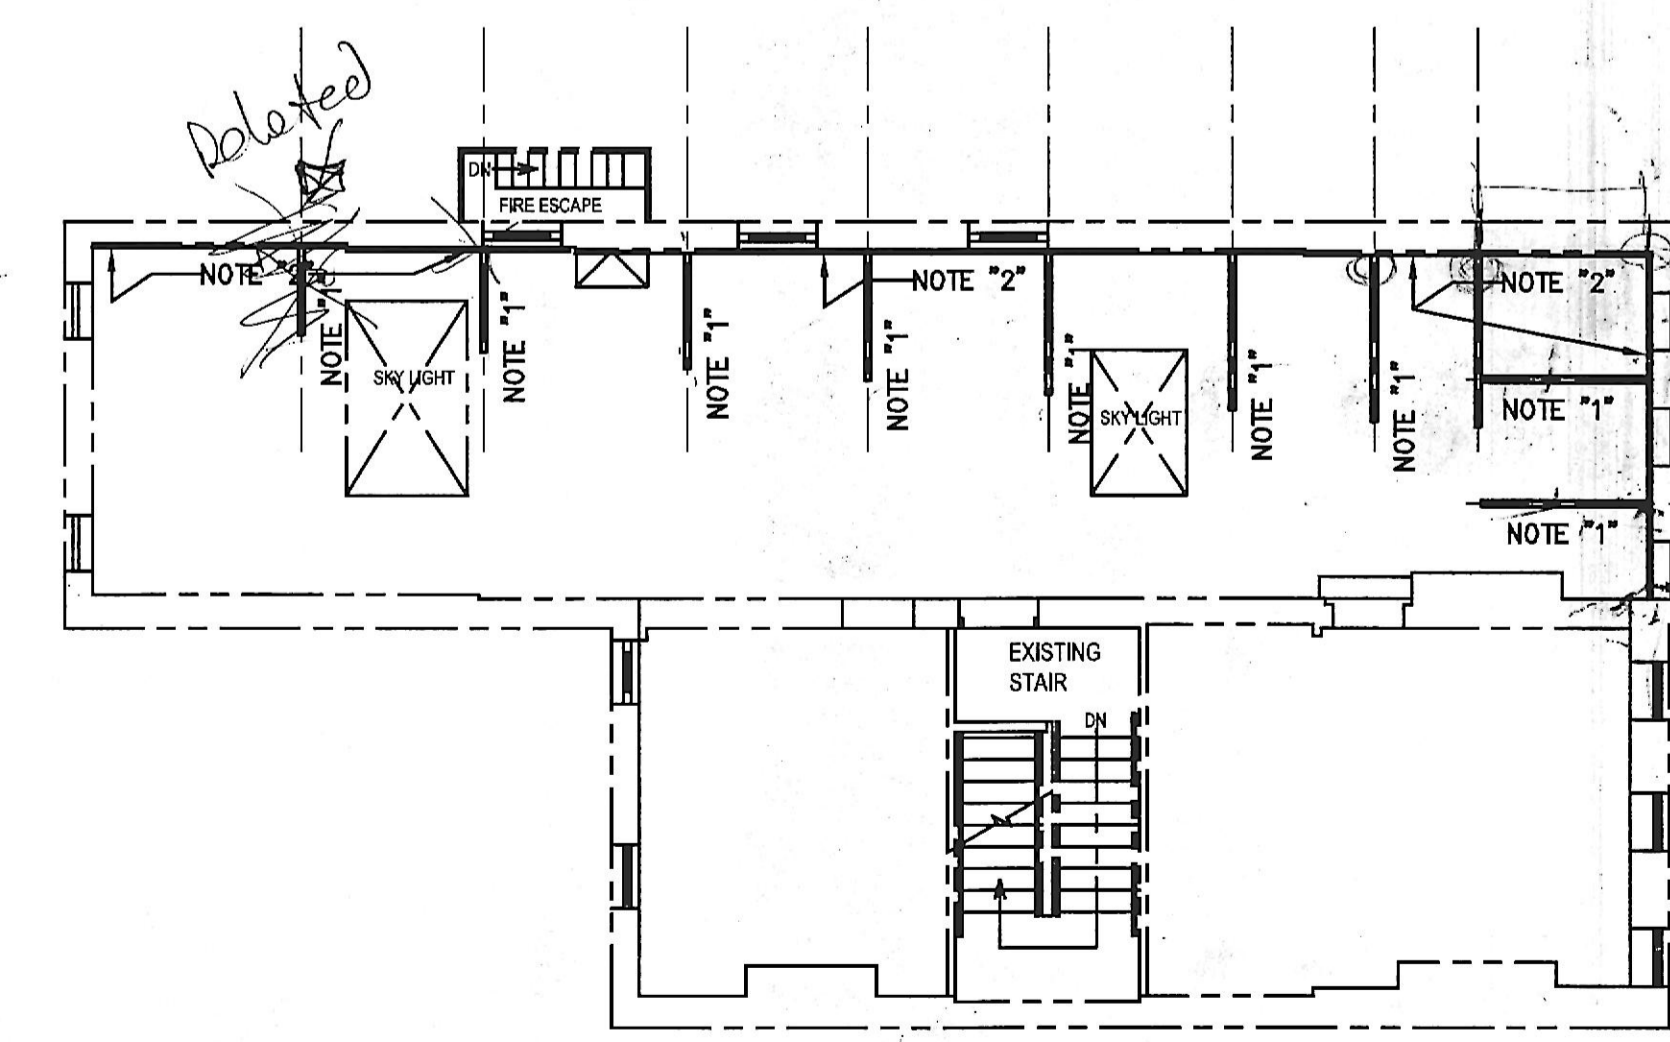 Deleted
DN
FIRE ESCAPE
NOTE "2"
NOTE "2"
NOTE "2"
NOTE "1"
NOTE "1"
NOTE "1"
NOTE "1"
NOTE "1"
NOTE "1"
NOTE "1"
SKY LIGHT
SKY LIGHT
NOTE "1"
NOTE "1"
EXISTING
STAIR
DN